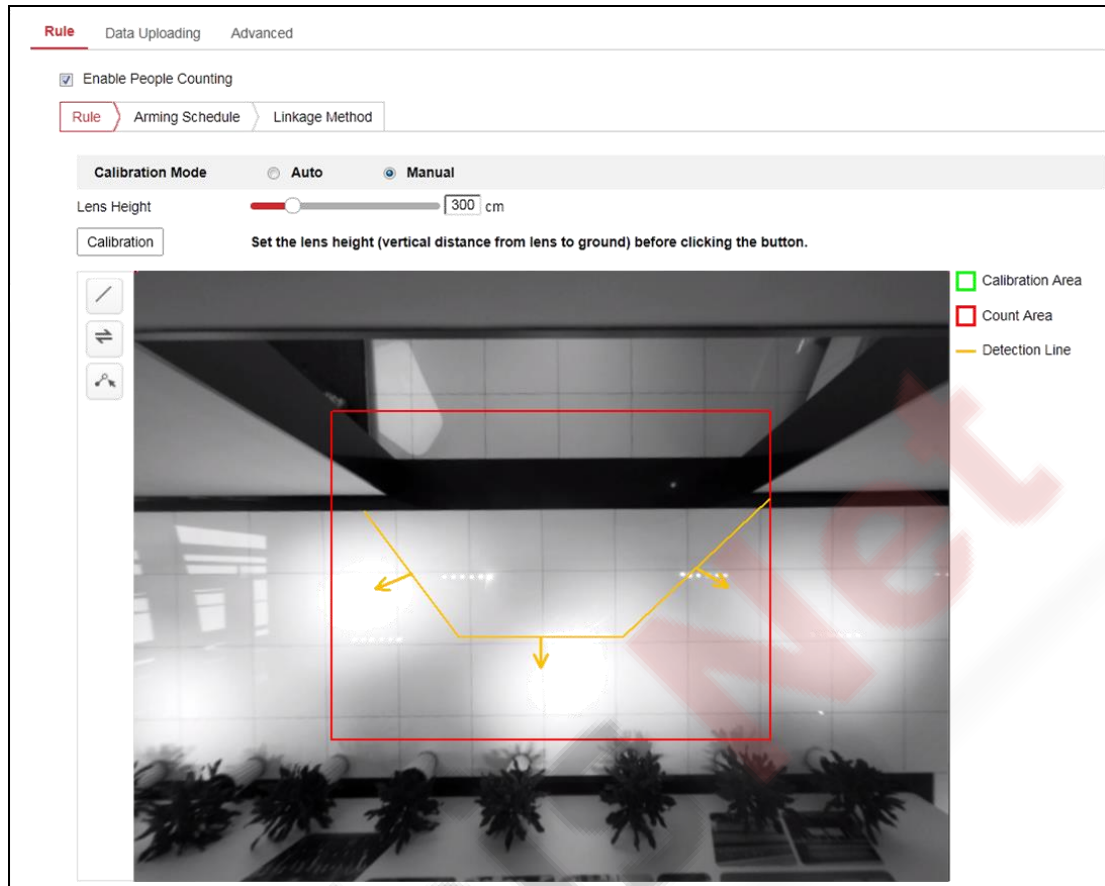 Rule Data Uploading Advanced
Enable People Counting
Rule Arming Schedule Linkage Method
Calibration Mode Auto Manual
Lens Height 300 cm
Calibration Set the lens height (vertical distance from lens to ground) before clicking the button.
Calibration Area
Count Area
Detection Line
Net